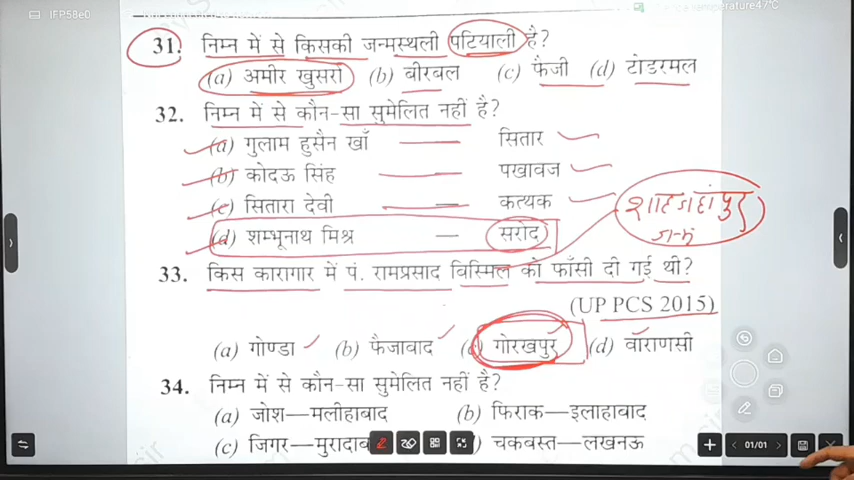 IFP58e0
temperature47°C
31. निम्न में से किसकी जन्मस्थली पटियाली है?
(a) अमीर खुसरो (b) बीरबल (c) फैजी (d) टोडरमल
32. निम्न में से कौन-सा सुमेलित नहीं है?
(a) गुलाम हुसैन खाँ — सितार
(b) कोदऊ सिंह — पखावज
(c) सितारा देवी — कत्थक
(d) शम्भूनाथ मिश्र — सरोद
शाहजहांपुर
जन्म
33. किस कारागार में पं. रामप्रसाद विस्मिल को फाँसी दी गई थी?
(UP PCS 2015)
(a) गोण्डा (b) फैजावाद (c) गोरखपुर (d) वाराणसी
34. निम्न में से कौन-सा सुमेलित नहीं है?
(a) जोश—मलीहाबाद (b) फिराक—इलाहाबाद
(c) जिगर—मुरादाब ) चकबस्त—लखनऊ
01/01